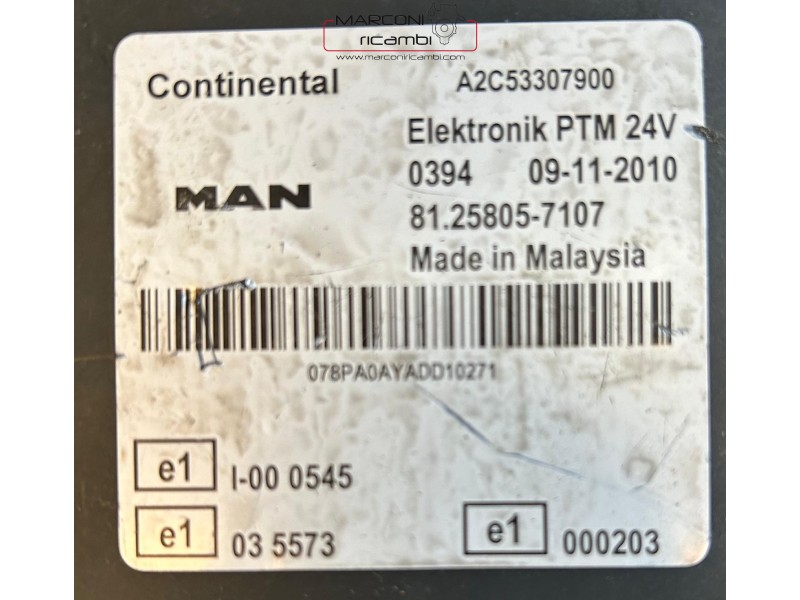 MARCONI
ricambi
www.marconiricambi.com
Continental A2C53307900
Elektronik PTM 24V
0394 09-11-2010
MAN 81.25805-7107
Made in Malaysia
078PA0AYADD10271
e1 I-00 0545
e1 03 5573 e1 000203